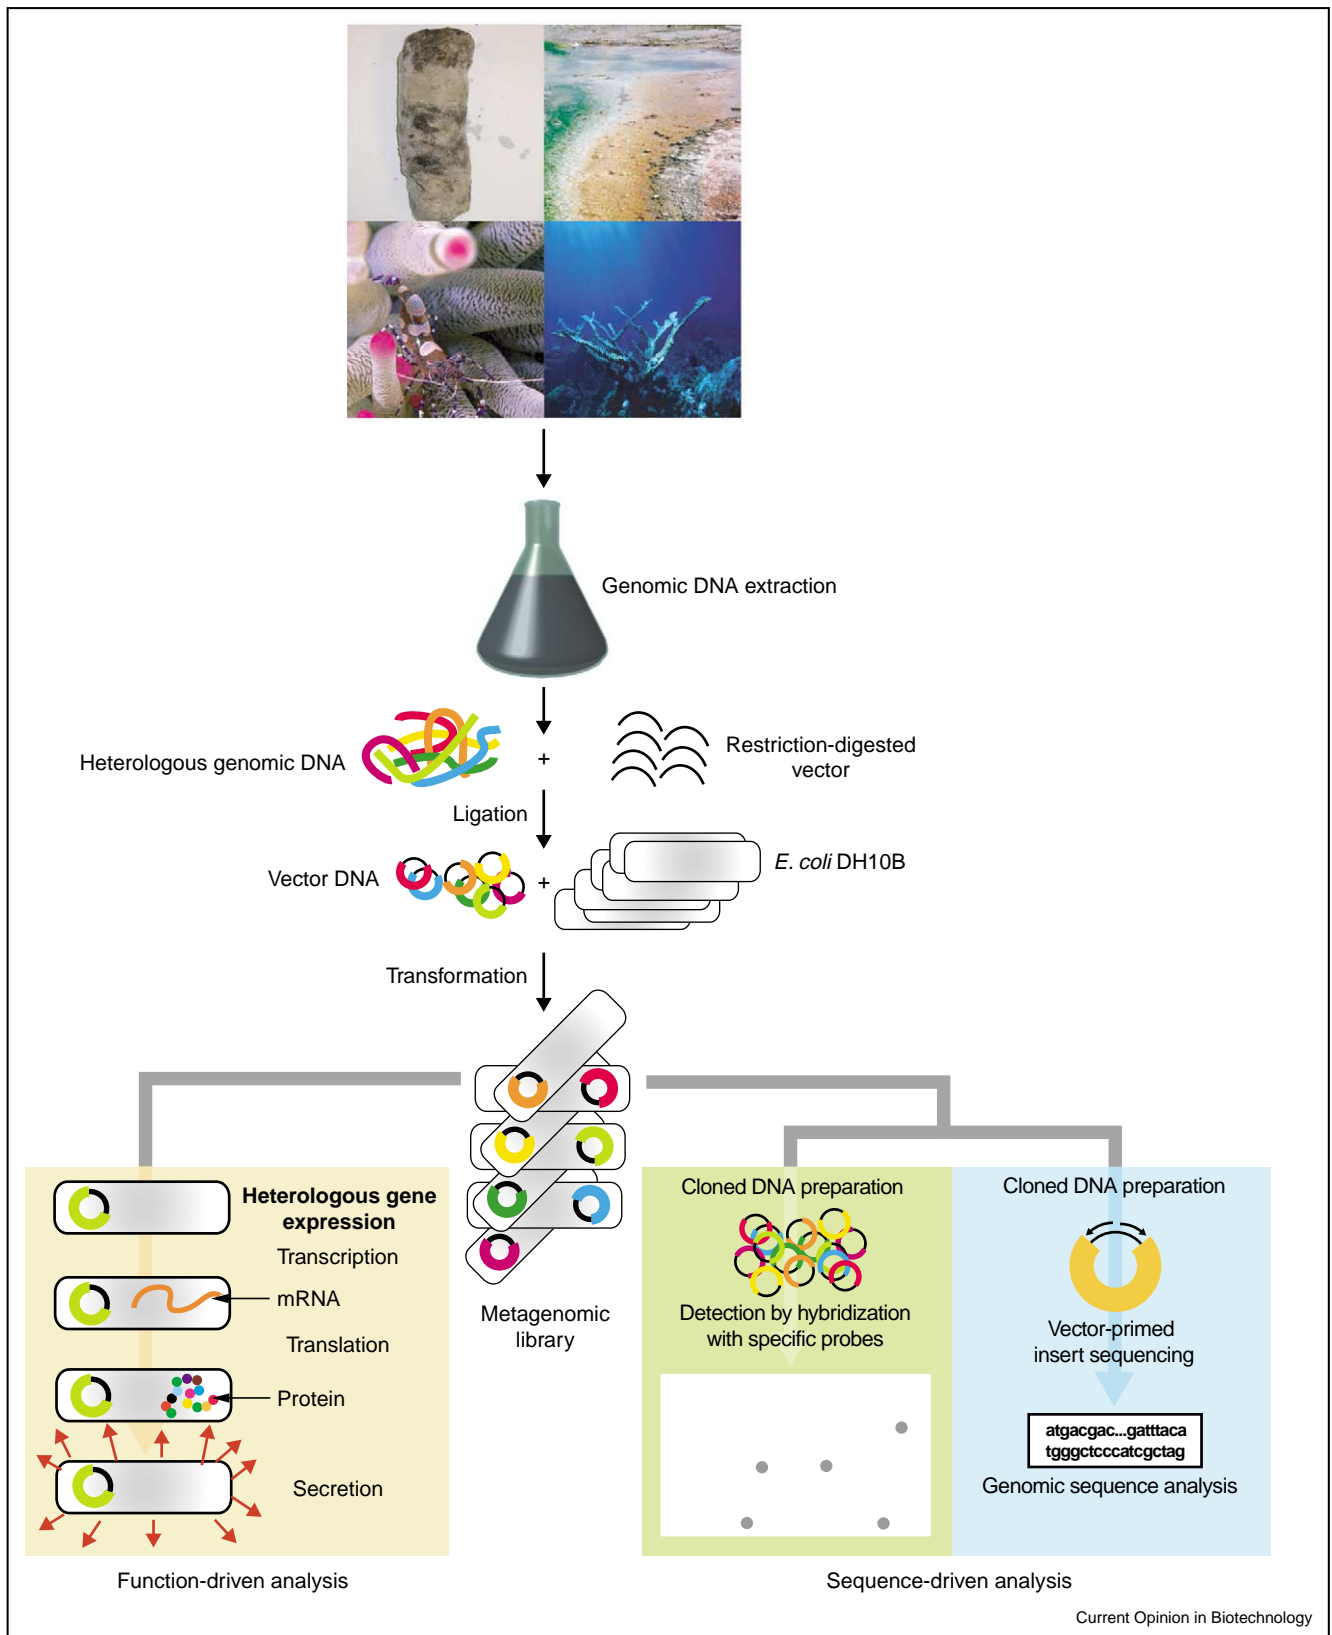 Genomic DNA extraction
Heterologous genomic DNA
+
Restriction-digested
vector
Ligation
Vector DNA
+
E. coli DH10B
Transformation
Metagenomic
library
Heterologous gene
expression
Transcription
mRNA
Translation
Protein
Secretion
Function-driven analysis
Cloned DNA preparation
Detection by hybridization
with specific probes
Cloned DNA preparation
Vector-primed
insert sequencing
atgacgac...gatttaca
tgggctcccatcgctag
Genomic sequence analysis
Sequence-driven analysis
Current Opinion in Biotechnology